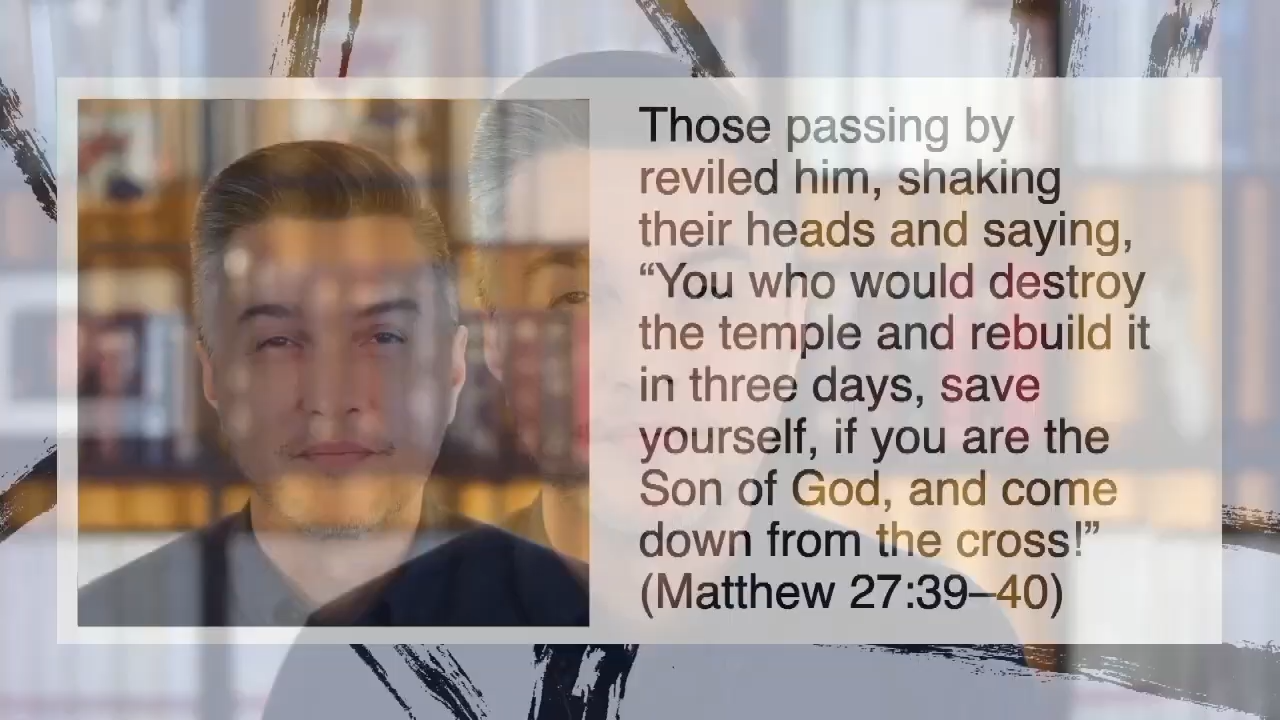 Those passing by
reviled him, shaking
their heads and saying,
“You who would destroy
the temple and rebuild it
in three days, save
yourself, if you are the
Son of God, and come
down from the cross!”
(Matthew 27:39–40)